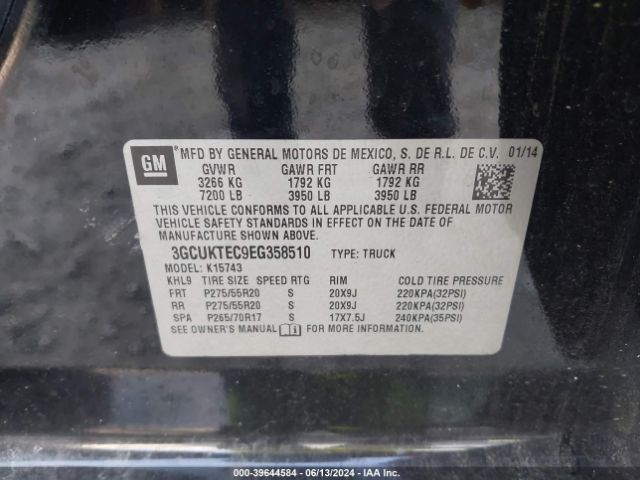 GM ® MFD BY GENERAL MOTORS DE MEXICO, S. DE R.L. DE C.V. 01/14
GVWR GAWR FRT GAWR RR
3266 KG 1792 KG 1792 KG
7200 LB 3950 LB 3950 LB
THIS VEHICLE CONFORMS TO ALL APPLICABLE U.S. FEDERAL MOTOR
VEHICLE SAFETY STANDARDS IN EFFECT ON THE DATE OF
MANUFACTURE SHOWN ABOVE.
3GCUKTEC9EG358510 TYPE: TRUCK
MODEL: K15743
KHL9 TIRE SIZE SPEED RTG RIM COLD TIRE PRESSURE
FRT P275/55R20 S 20X9J 220KPA(32PSI)
RR P275/55R20 S 20X9J 220KPA(32PSI)
SPA P265/70R17 S 17X7.5J 240KPA(35PSI)
SEE OWNER'S MANUAL FOR MORE INFORMATION.
000-39644584 - 06/13/2024 - IAA Inc.